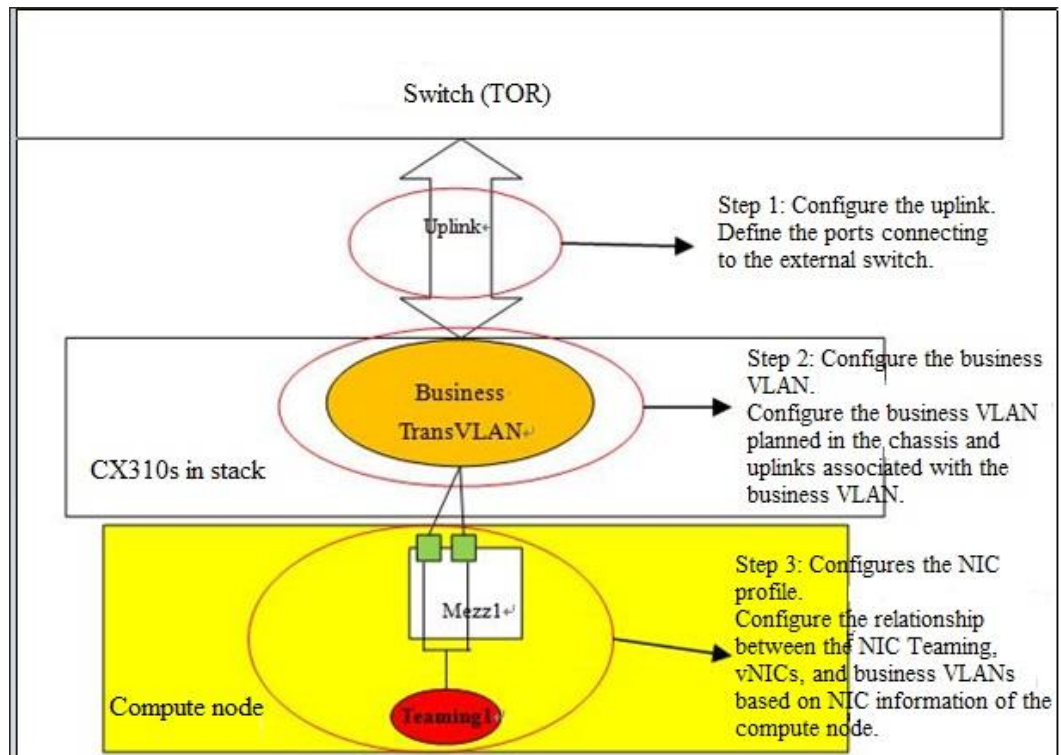 Switch (TOR)
Uplink
Step 1: Configure the uplink.
Define the ports connecting
to the external switch.
Business
TransVLAN
CX310s in stack
Step 2: Configure the business
VLAN.
Configure the business VLAN
planned in the chassis and
uplinks associated with the
business VLAN.
Mezz1
Teaming1
Compute node
Step 3: Configures the NIC
profile.
Configure the relationship
between the NIC Teaming,
vNICs, and business VLANs
based on NIC information of the
compute node.